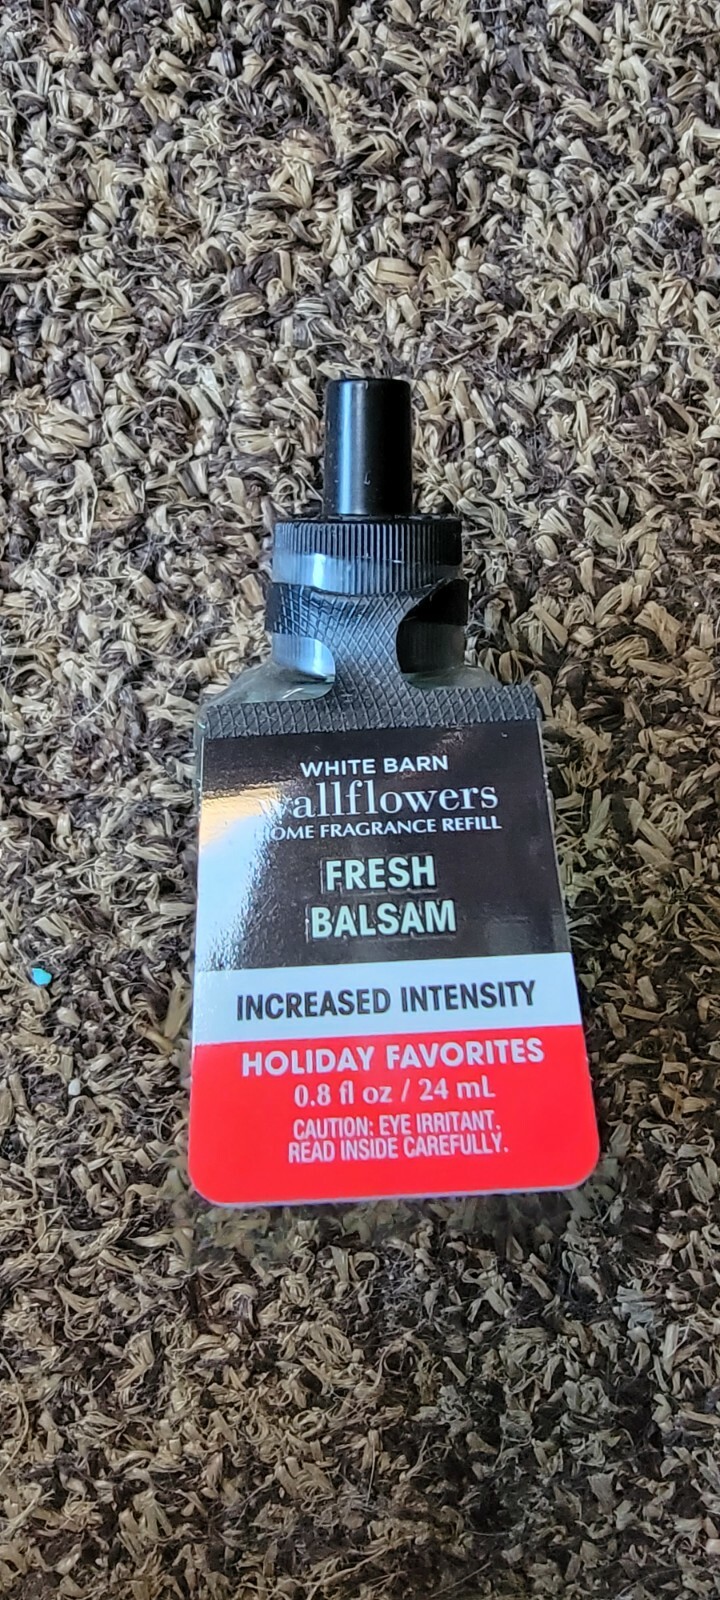 WHITE BARN
wallflowers
HOME FRAGRANCE REFILL
FRESH
BALSAM
INCREASED INTENSITY
HOLIDAY FAVORITES
0.8 fl oz / 24 mL
CAUTION: EYE IRRITANT.
READ INSIDE CAREFULLY.